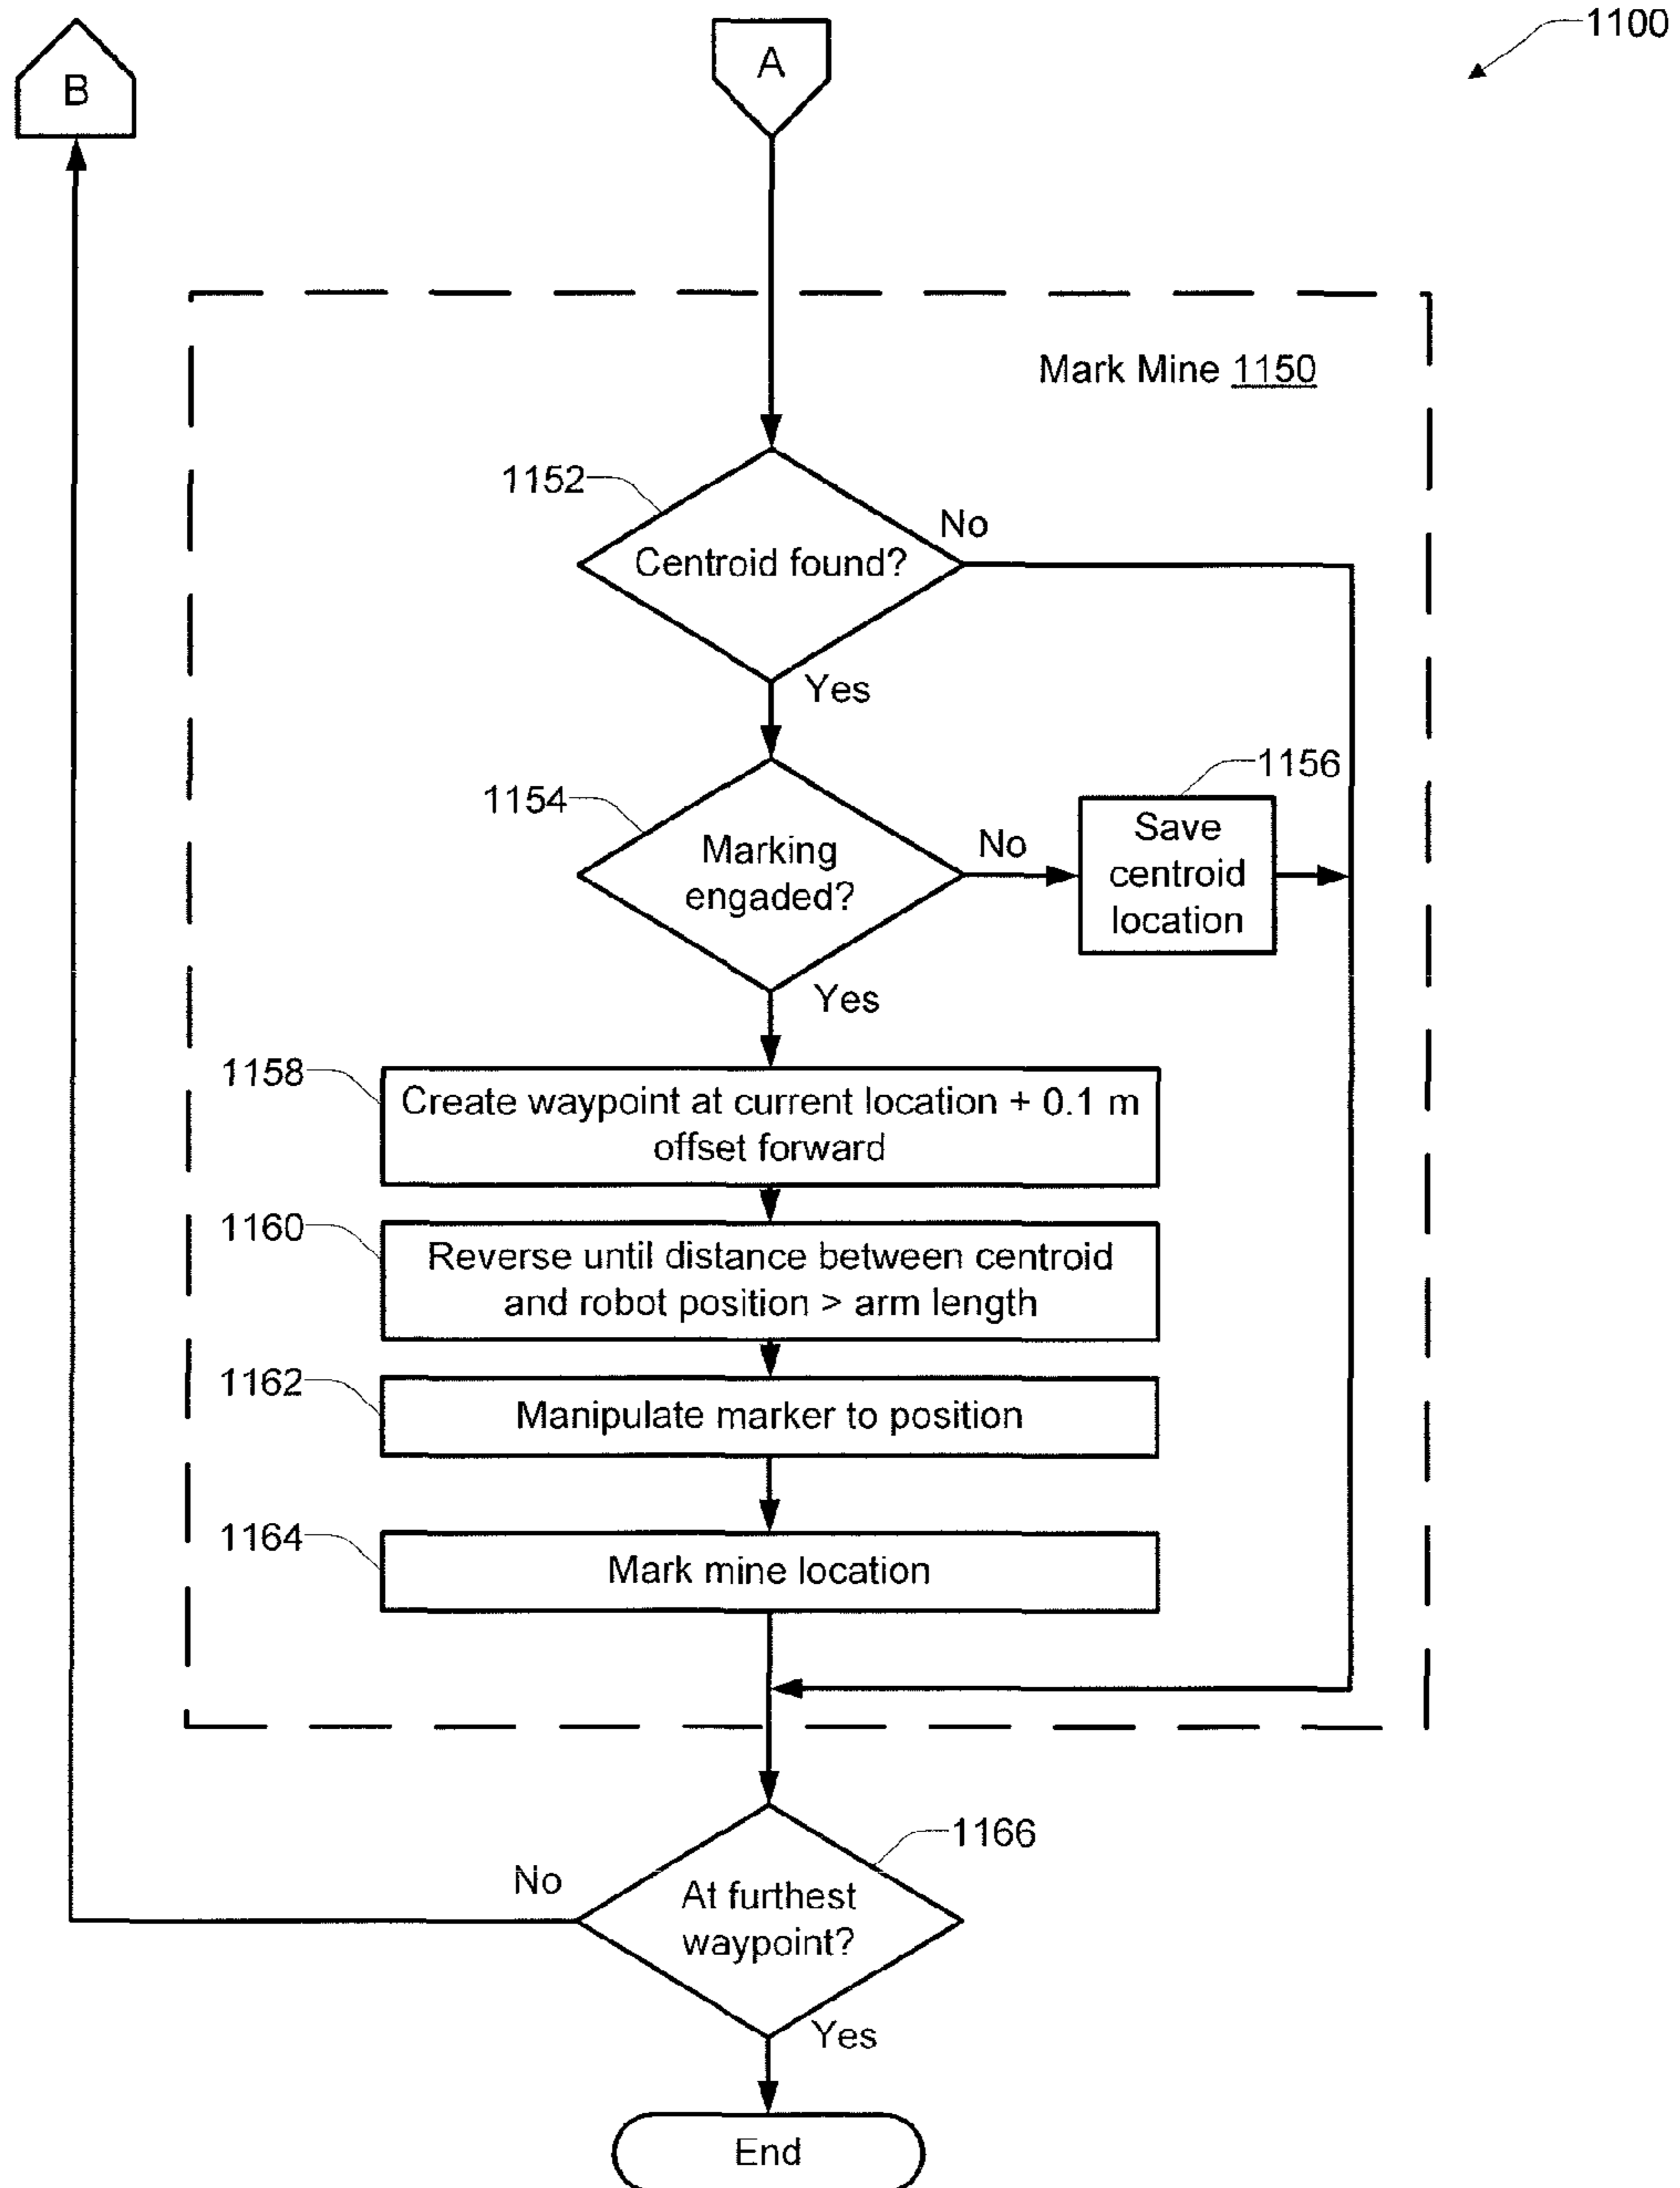 1100
B
A
Mark Mine 1150
1152
No
Centroid found?
Yes
1156
1154
Marking
engaded?
No
Save
centroid
location
Yes
1158
Create waypoint at current location + 0.1 m
offset forward
1160
Reverse until distance between centroid
and robot position > arm length
1162
Manipulate marker to position
1164
Mark mine location
1166
No
At furthest
waypoint?
Yes
End